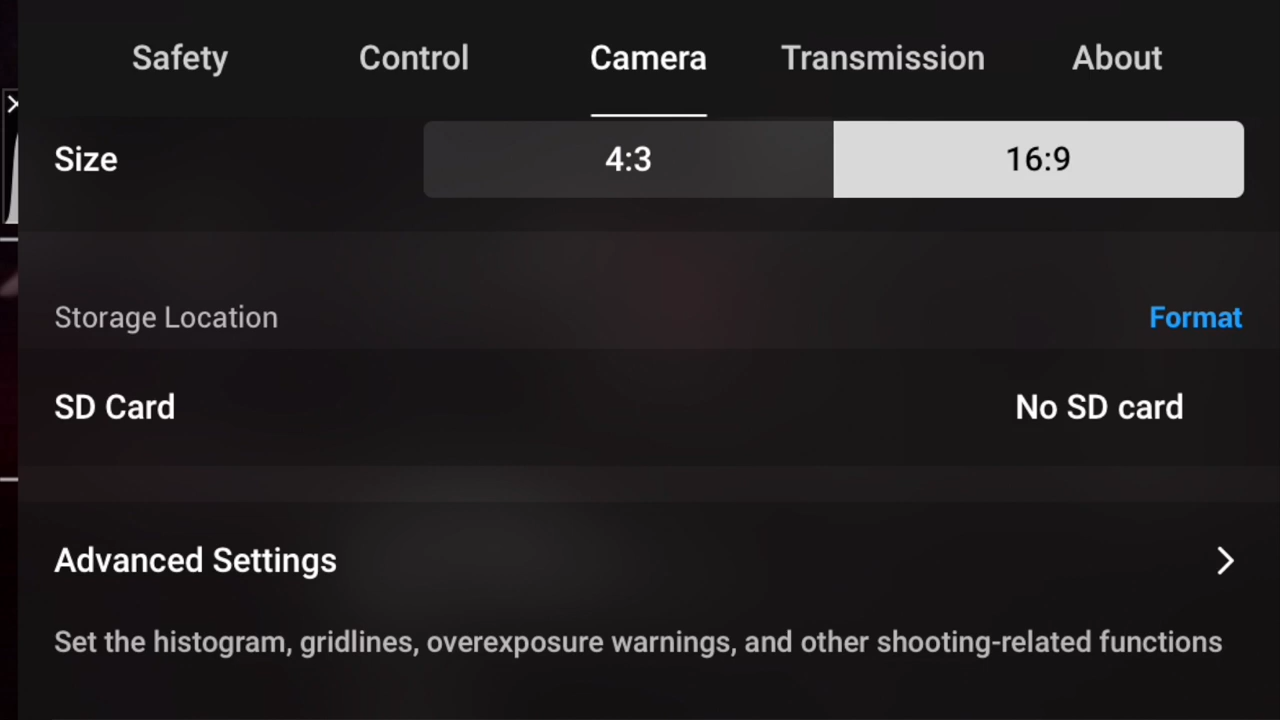 Safety Control Camera Transmission About
Size 4:3 16:9
Storage Location Format
SD Card No SD card
Advanced Settings
Set the histogram, gridlines, overexposure warnings, and other shooting-related functions